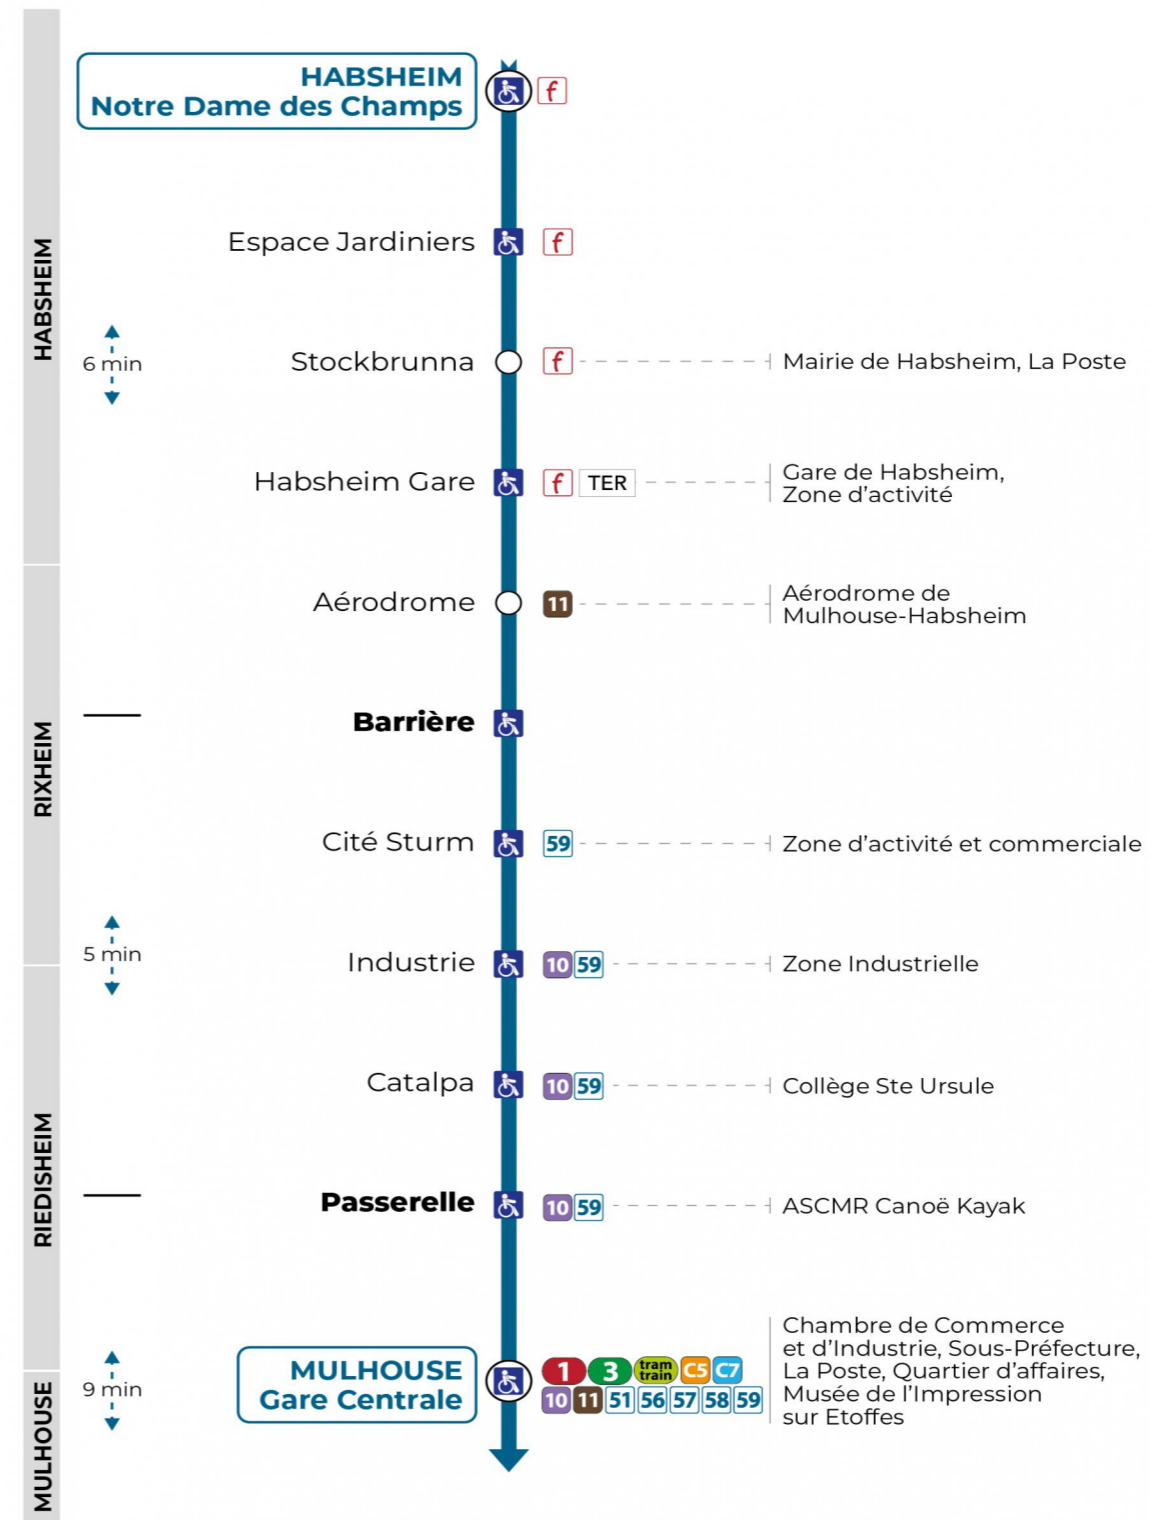 HABSHEIM
Notre Dame des Champs
f
Espace Jardiniers
f
HABSHEIM
6 min
Stockbrunna
f
Mairie de Habsheim, La Poste
Habsheim Gare
f TER
Gare de Habsheim,
Zone d'activité
Aérodrome
11
Aérodrome de
Mulhouse-Habsheim
Barrière
RIXHEIM
Cité Sturm
59
Zone d'activité et commerciale
5 min
Industrie
10 59
Zone Industrielle
Catalpa
10 59
Collège Ste Ursule
RIEDISHEIM
Passerelle
10 59
ASCMR Canoë Kayak
9 min
MULHOUSE
MULHOUSE
Gare Centrale
1 3 tram train C5 C7
10 11 51 56 57 58 59
Chambre de Commerce
et d'Industrie, Sous-Préfecture,
La Poste, Quartier d'affaires,
Musée de l'Impression
sur Etoffes